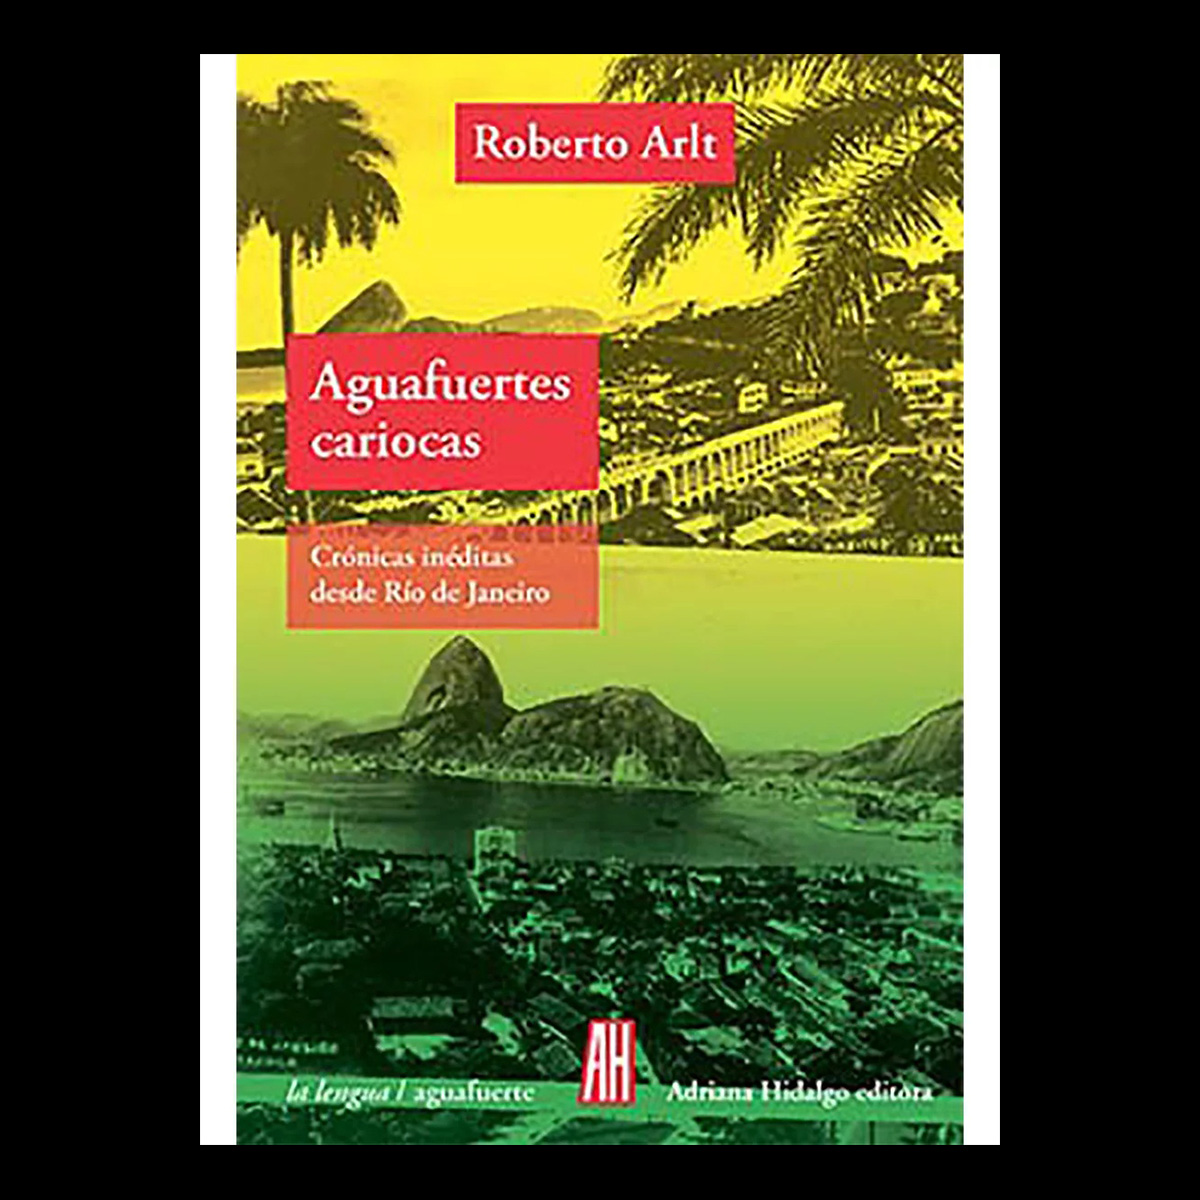 Roberto Arlt
Aguafuertes
cariocas
Crónicas inéditas
desde Río de Janeiro
la lengua / aguafuerte
AH
Adriana Hidalgo editora